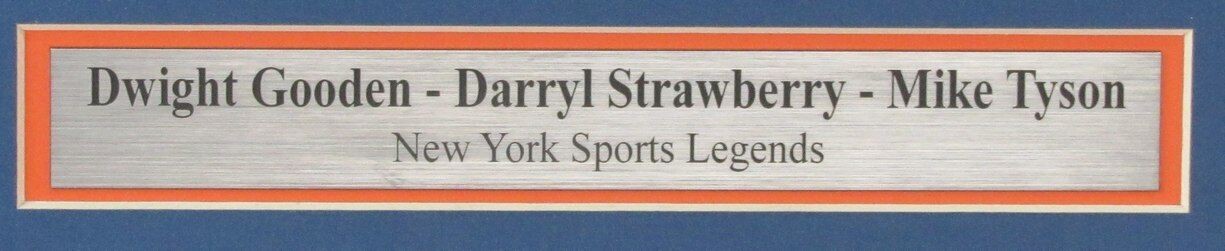 Dwight Gooden - Darryl Strawberry - Mike Tyson
New York Sports Legends